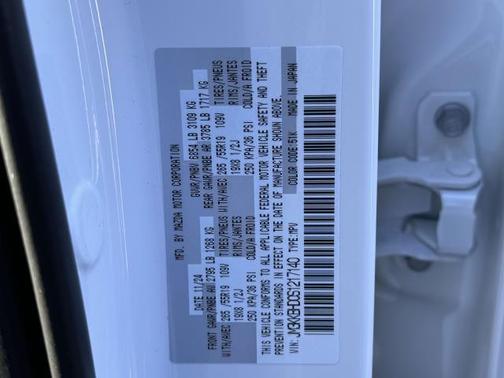 MFD. BY MAZDA MOTOR CORPORATION
DATE 11/24 GVWR/PNBV 6854 LB 3109 KG
FRONT GAWR/PNBE AV 2795 LB 1268 KG REAR GAWR/PNBE AR 3785 LB 1717 KG
WITH/AVEC 265 /55R19 109V TIRES/PNEUS WITH/AVEC 265 /55R19 109V TIRES/PNEUS
19X8 1/2J RIMS/JANTES 19X8 1/2J RIMS/JANTES
250 KPA/36 PSI COLD/A FROID 250 KPA/36 PSI COLD/A FROID
THIS VEHICLE CONFORMS TO ALL APPLICABLE FEDERAL MOTOR VEHICLE SAFETY AND THEFT
PREVENTION STANDARDS IN EFFECT ON THE DATE OF MANUFACTURE SHOWN ABOVE.
COLOR CODE:51K MADE IN JAPAN
VIN: TYPE:MPV